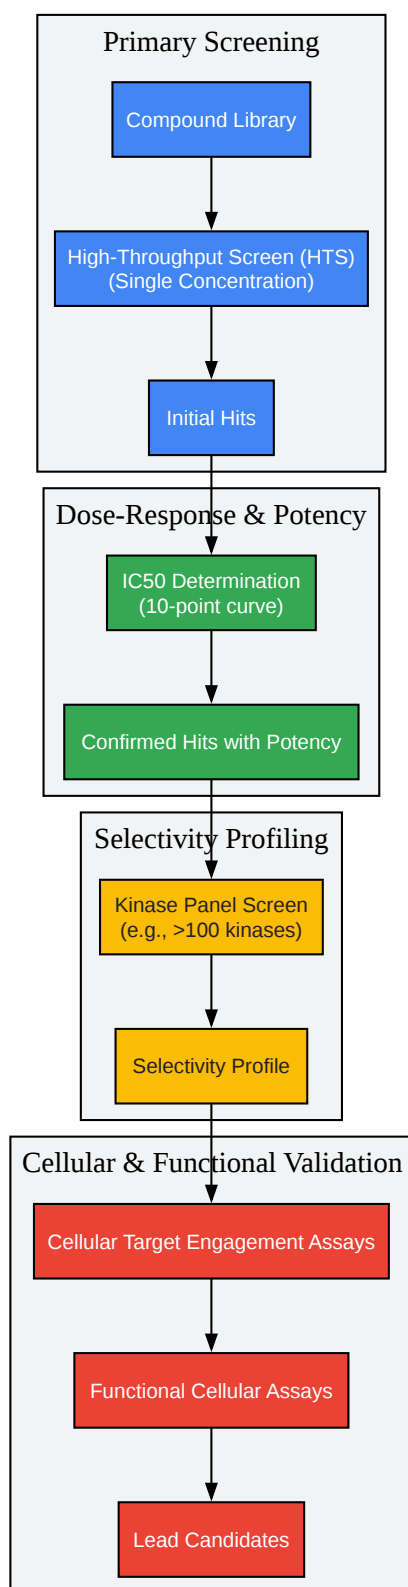 Primary Screening
Compound Library
High-Throughput Screen (HTS)
(Single Concentration)
Initial Hits
Dose-Response & Potency
IC50 Determination
(10-point curve)
Confirmed Hits with Potency
Selectivity Profiling
Kinase Panel Screen
(e.g., >100 kinases)
Selectivity Profile
Cellular & Functional Validation
Cellular Target Engagement Assays
Functional Cellular Assays
Lead Candidates